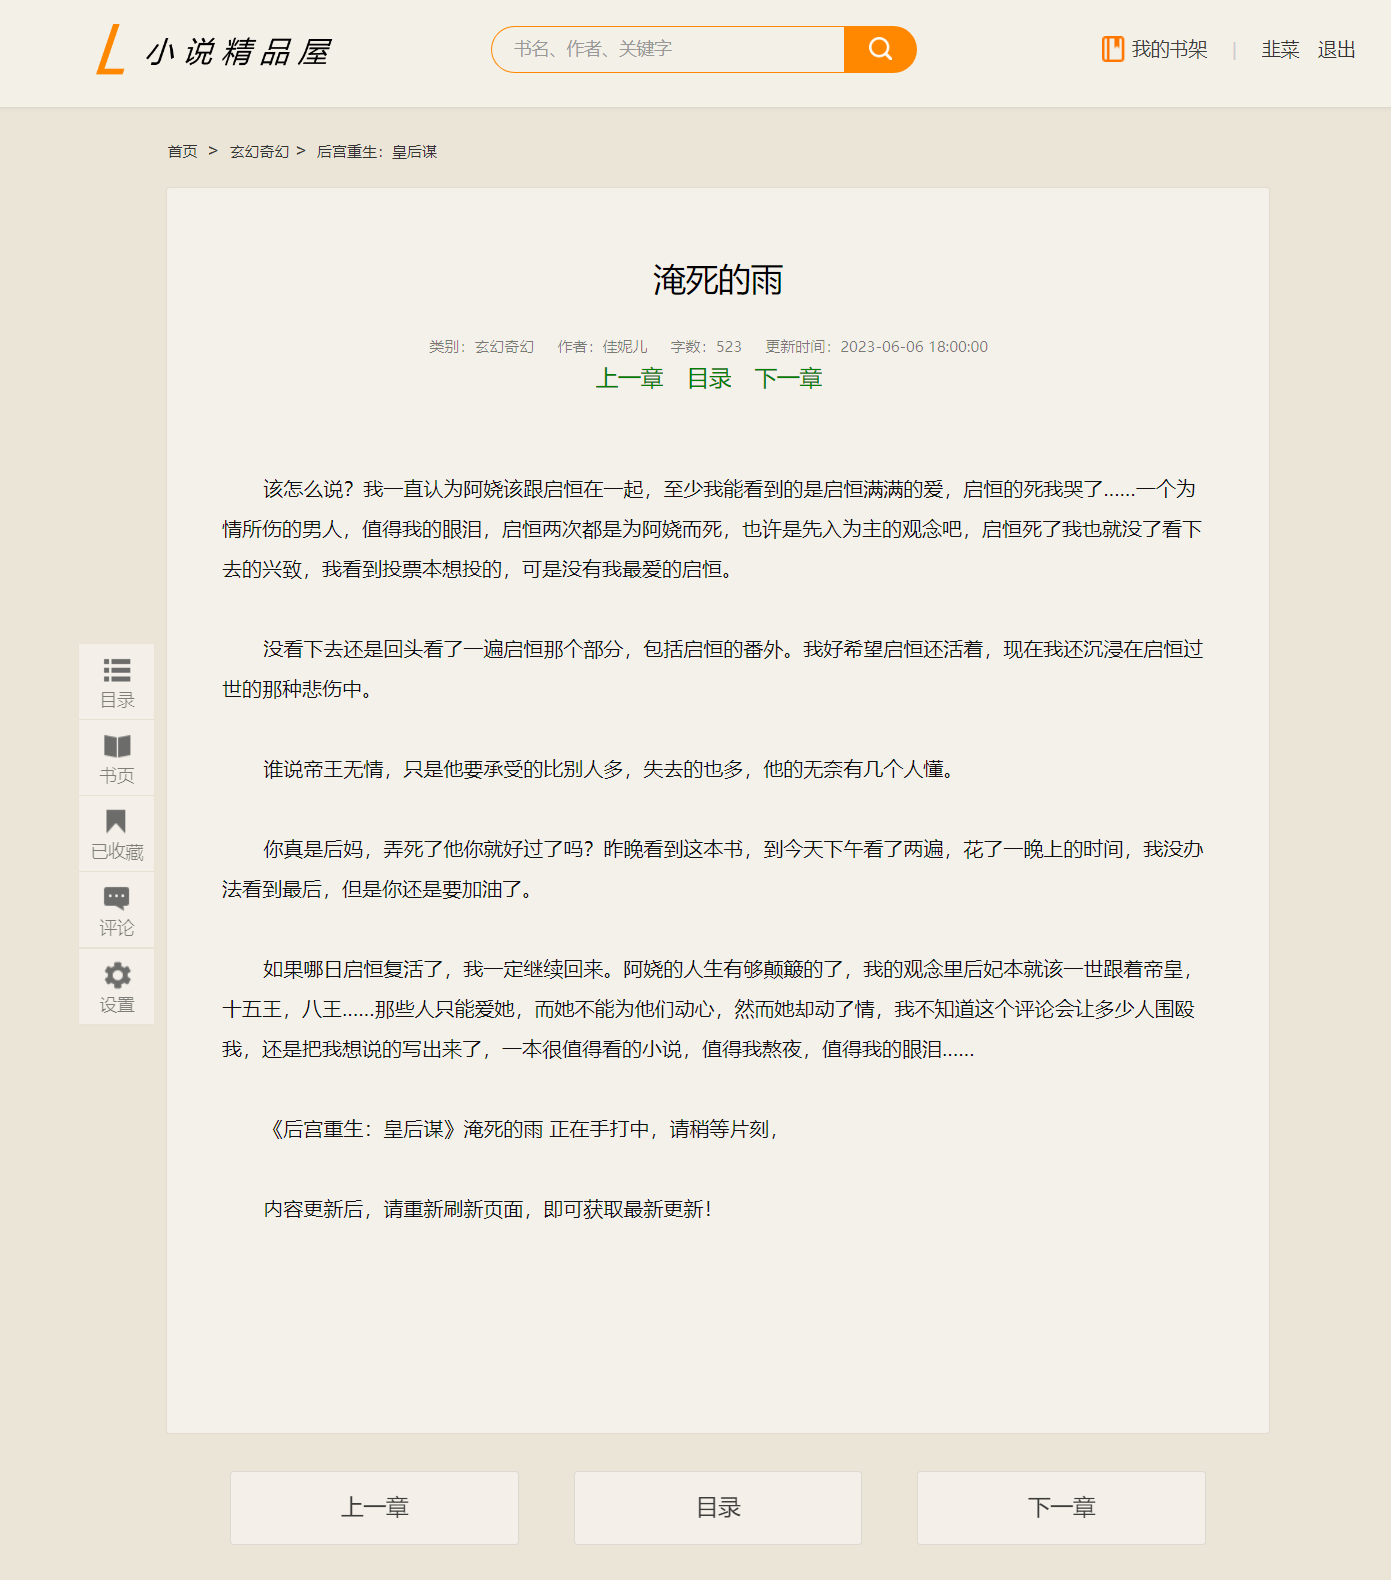 小说精品屋
书名、作者、关键字
我的书架 | 韭菜 退出
首页 > 玄幻奇幻 > 后宫重生：皇后谋
淹死的雨
类别：玄幻奇幻 作者：佳妮儿 字数：523 更新时间：2023-06-06 18:00:00
上一章 目录 下一章
该怎么说？我一直认为阿娆该跟启恒在一起，至少我能看到的是启恒满满的爱，启恒的死我哭了……一个为
情所伤的男人，值得我的眼泪，启恒两次都是为阿娆而死，也许是先入为主的观念吧，启恒死了我也就没了看下
去的兴致，我看到投票本想投的，可是没有我最爱的启恒。
没看下去还是回头看了一遍启恒那个部分，包括启恒的番外。我好希望启恒还活着，现在我还沉浸在启恒过
世的那种悲伤中。
谁说帝王无情，只是他要承受的比别人多，失去的也多，他的无奈有几个人懂。
你真是后妈，弄死了他你就好过了吗？昨晚看到这本书，到今天下午看了两遍，花了一晚上的时间，我没办
法看到最后，但是你还是要加油了。
如果哪日启恒复活了，我一定继续回来。阿娆的人生有够颠簸的了，我的观念里后妃本就该一世跟着帝皇，
十五王，八王……那些人只能爱她，而她不能为他们动心，然而她却动了情，我不知道这个评论会让多少人围殴
我，还是把我想说的写出来了，一本很值得看的小说，值得我熬夜，值得我的眼泪……
《后宫重生：皇后谋》淹死的雨 正在手打中，请稍等片刻，
内容更新后，请重新刷新页面，即可获取最新更新！
目录
书页
已收藏
评论
设置
上一章 目录 下一章